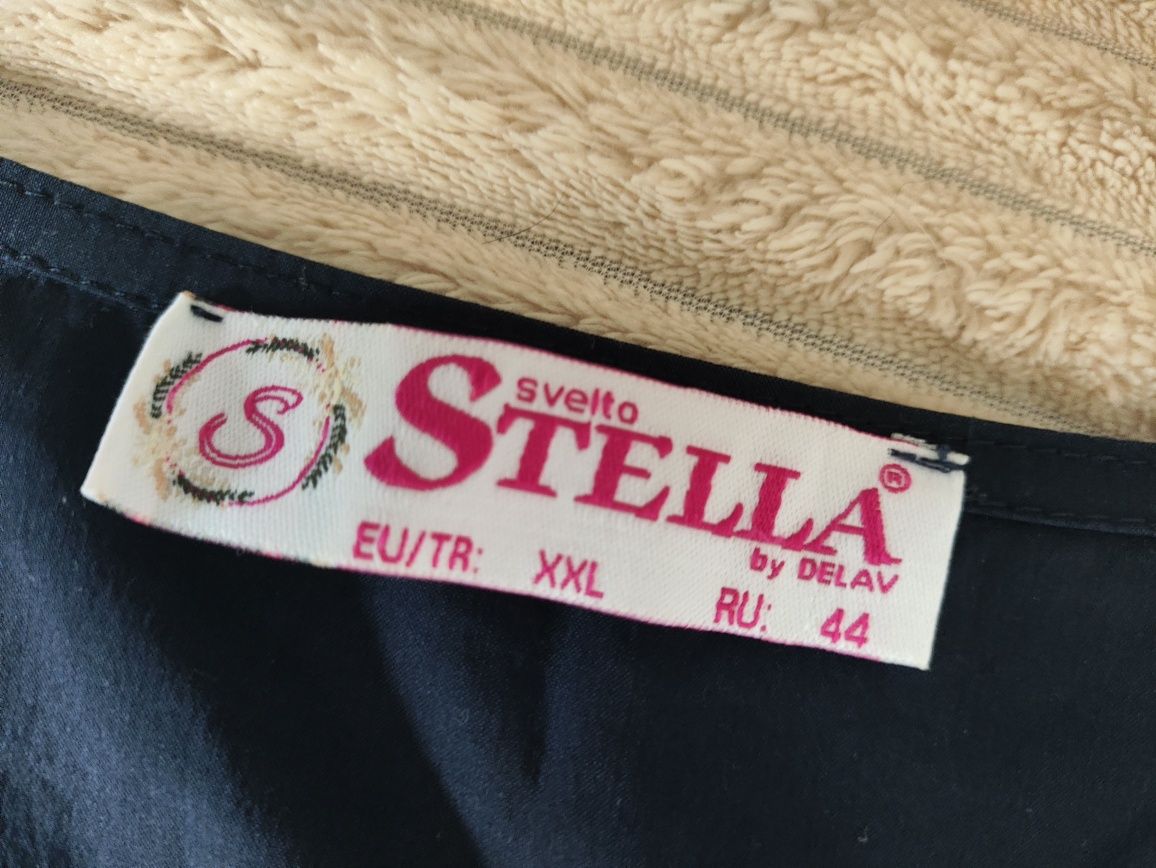 S
svelto
STELLA®
by DELAV
EU/TR: XXL RU: 44